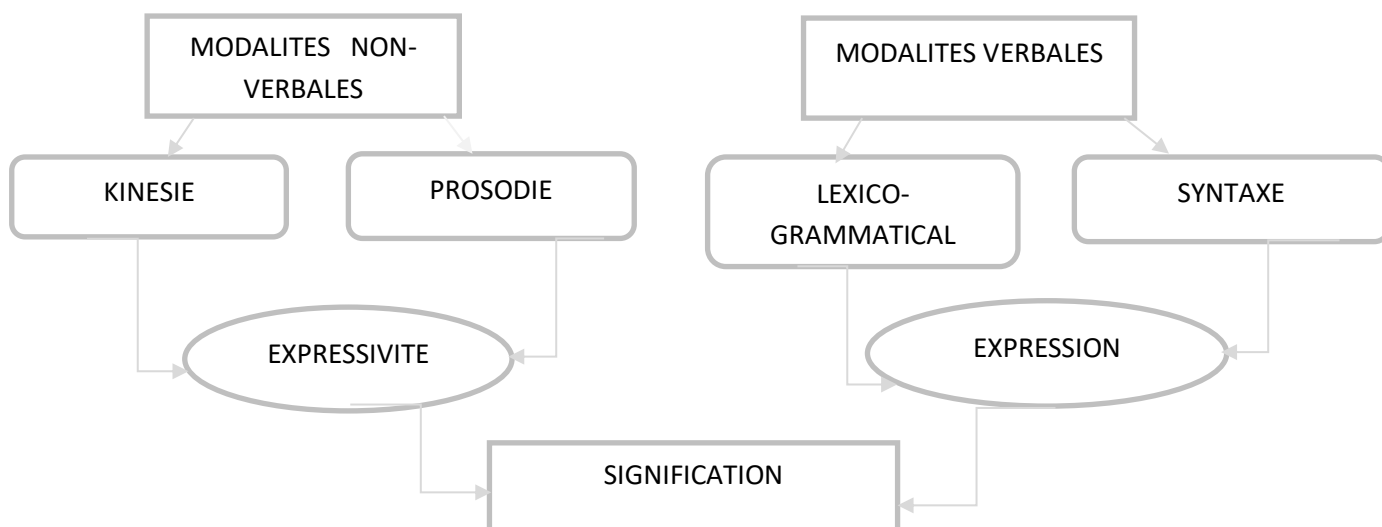 MODALITES NON-
VERBALES
MODALITES VERBALES
KINESIE
PROSODIE
LEXICO-
GRAMMATICAL
SYNTAXE
EXPRESSIVITE
EXPRESSION
SIGNIFICATION